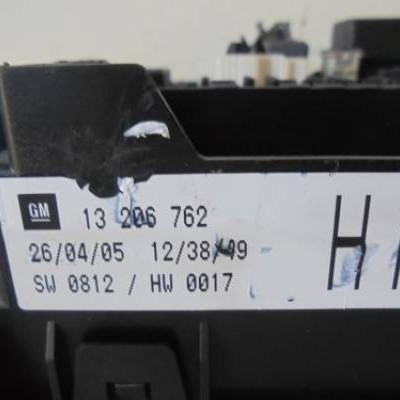 GM 13 206 762
26/04/05 12/38/49
SW 0812 / HW 0017
H